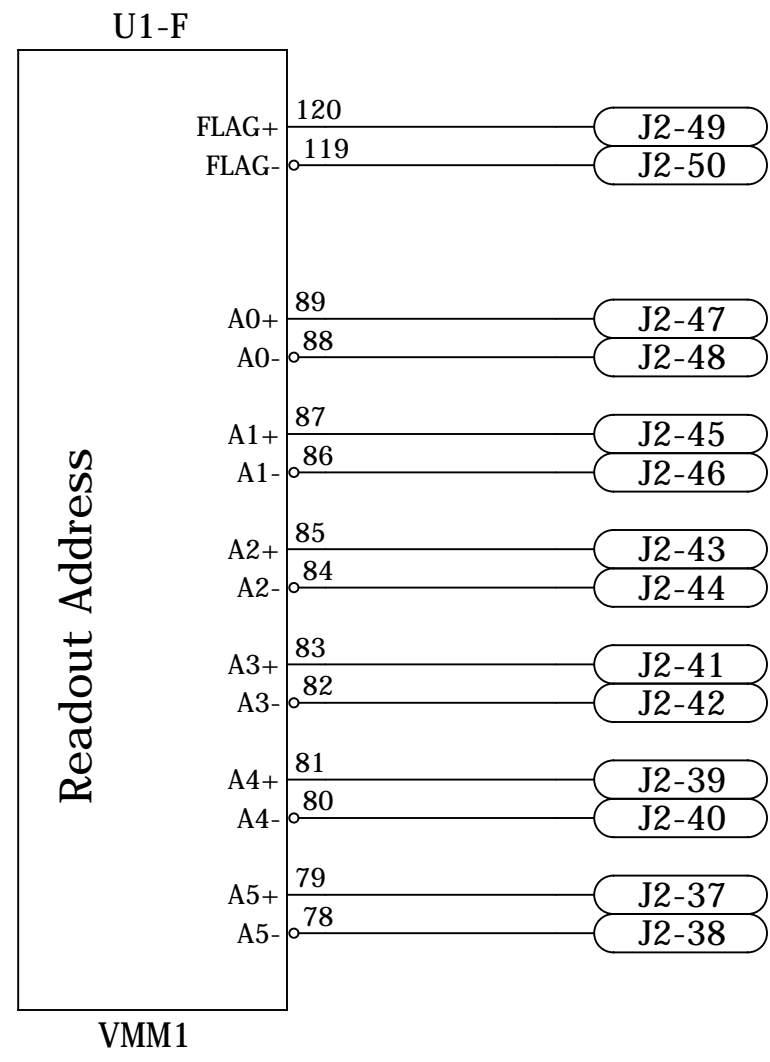 U1-F
FLAG+ 120 J2-49
FLAG- 119 J2-50
A0+ 89 J2-47
A0- 88 J2-48
A1+ 87 J2-45
A1- 86 J2-46
A2+ 85 J2-43
A2- 84 J2-44
A3+ 83 J2-41
A3- 82 J2-42
A4+ 81 J2-39
A4- 80 J2-40
A5+ 79 J2-37
A5- 78 J2-38
Readout Address
VMM1